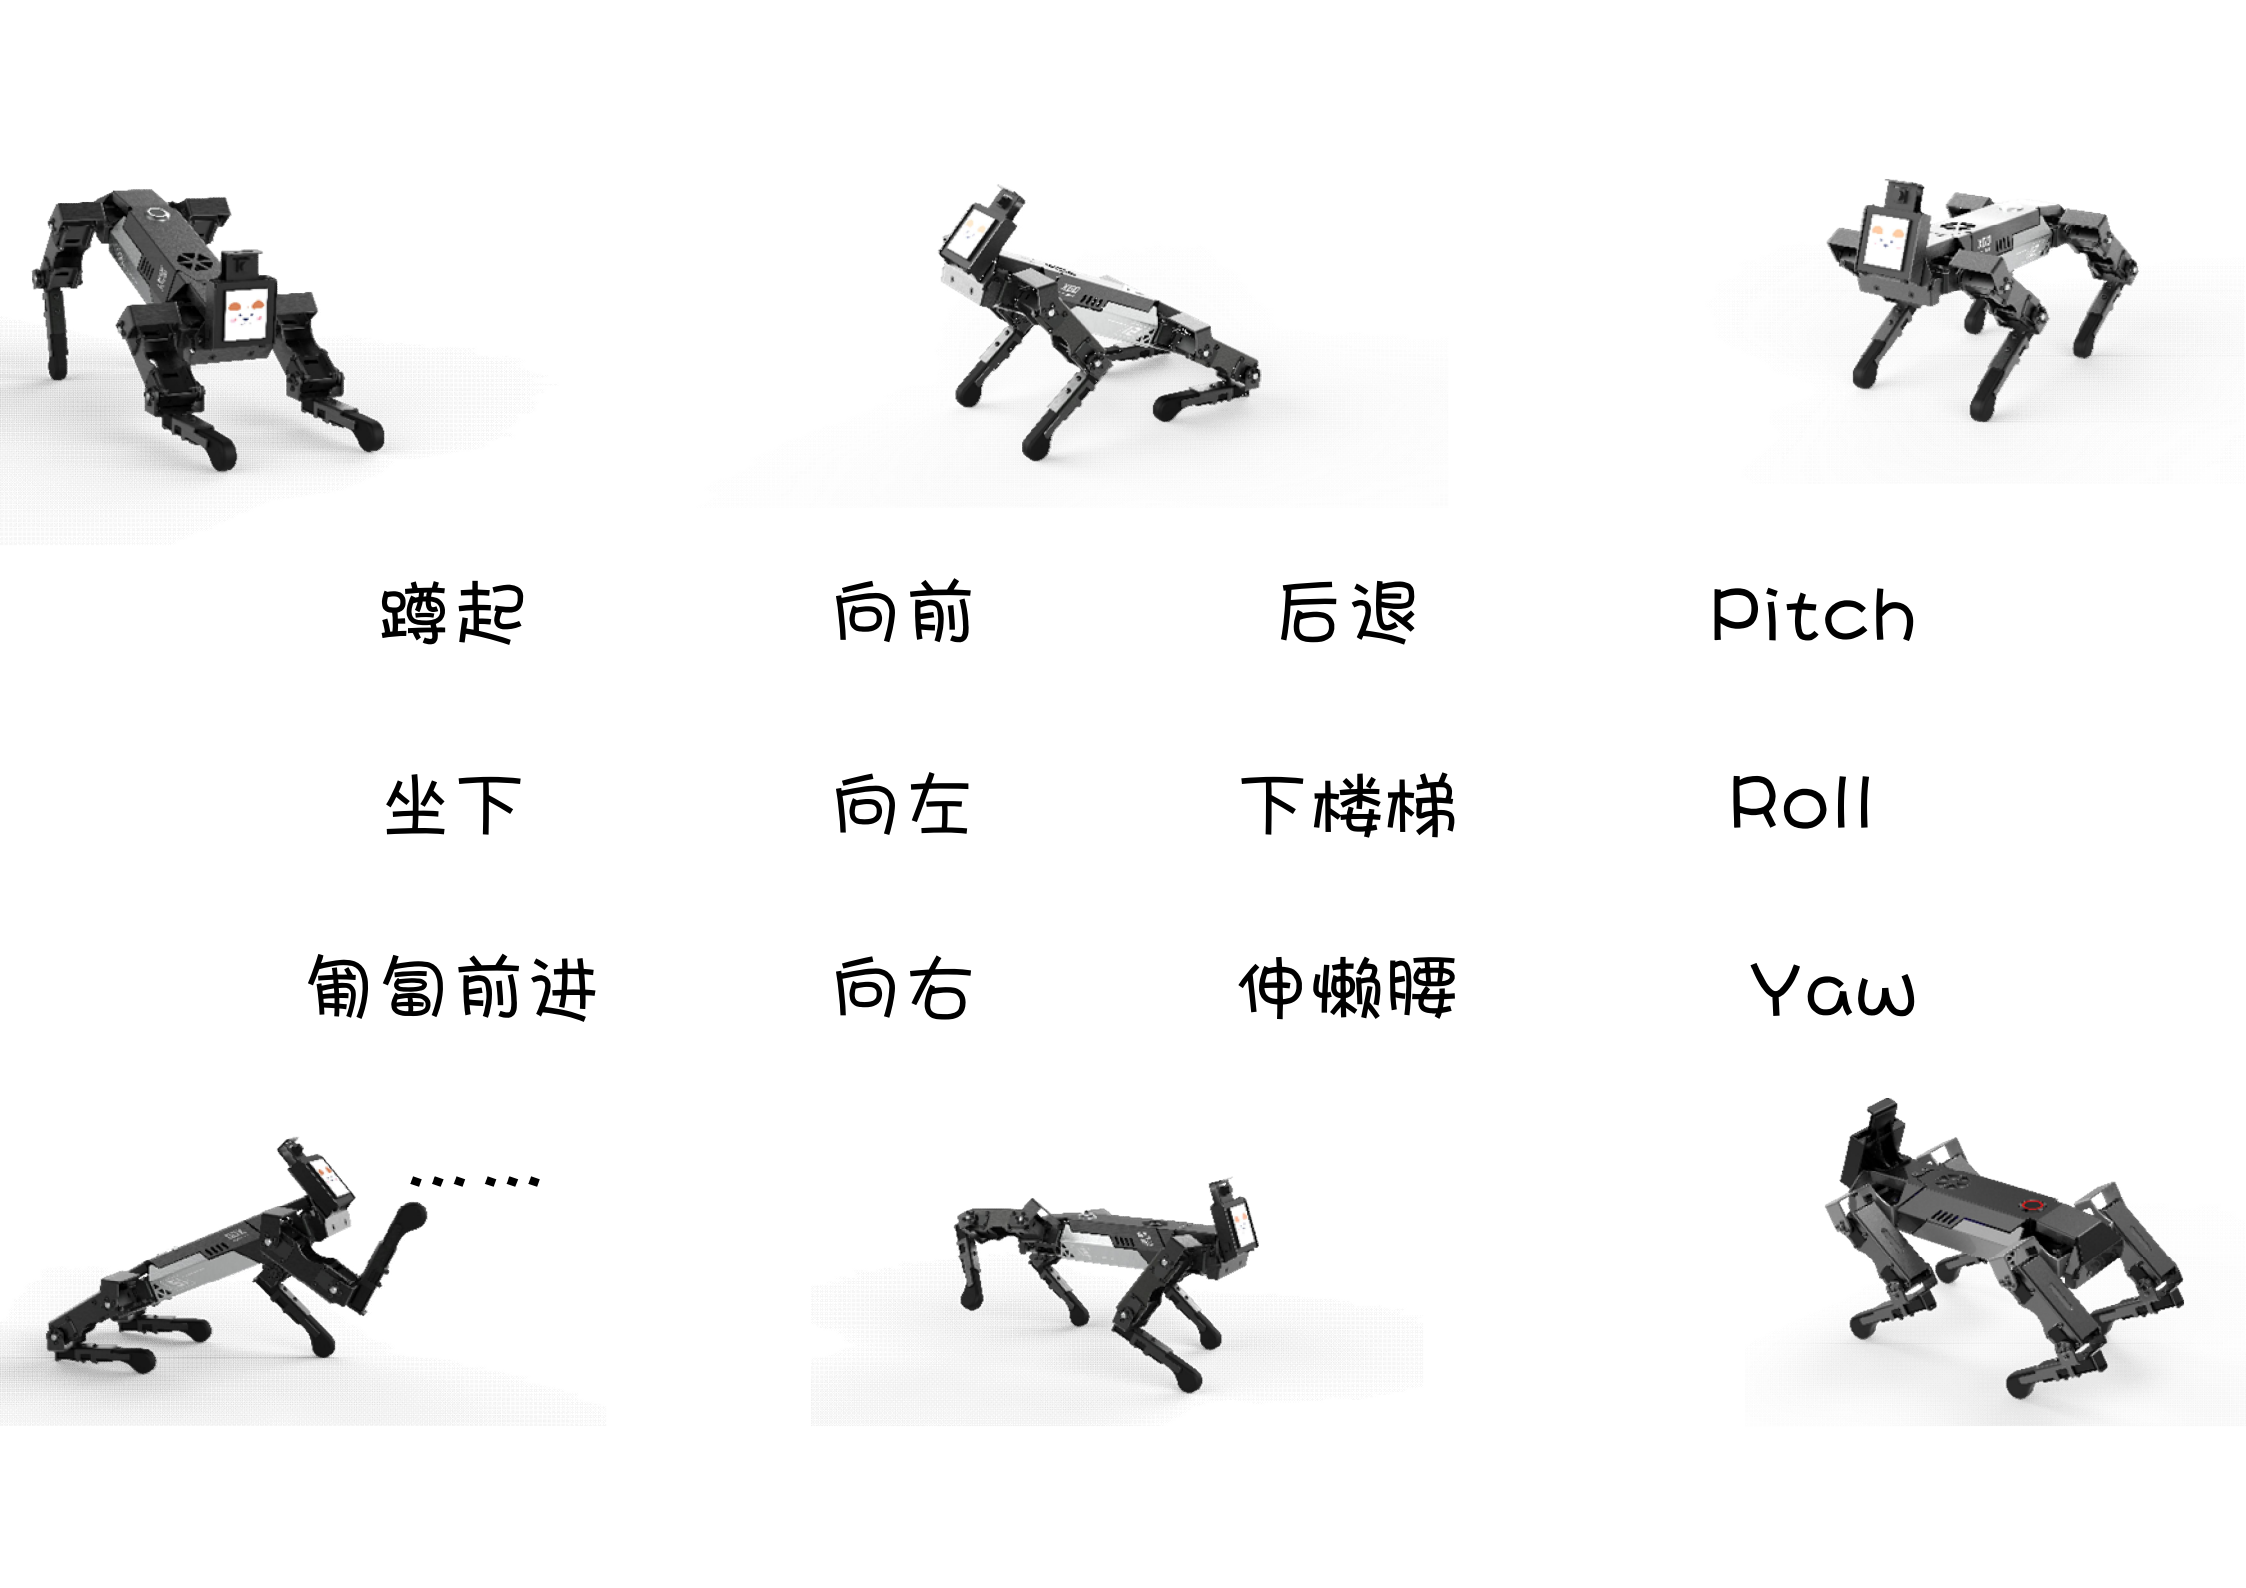 蹲起 向前 后退 Pitch
坐下 向左 下楼梯 Roll
匍匐前进 向右 伸懒腰 Yaw
……